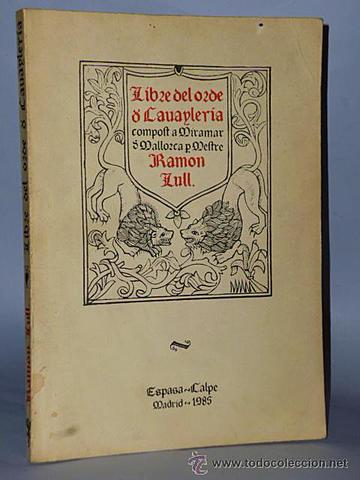 Libre del orde
đ Cauayleria
compost a Miramar
đ Mallorca p Mestre
Ramon
Lull.
Espasa~Calpe
Madrid~1985
Ramon Lull. ~ Libre del orde đ Cauayleria
www.todocoleccion.net